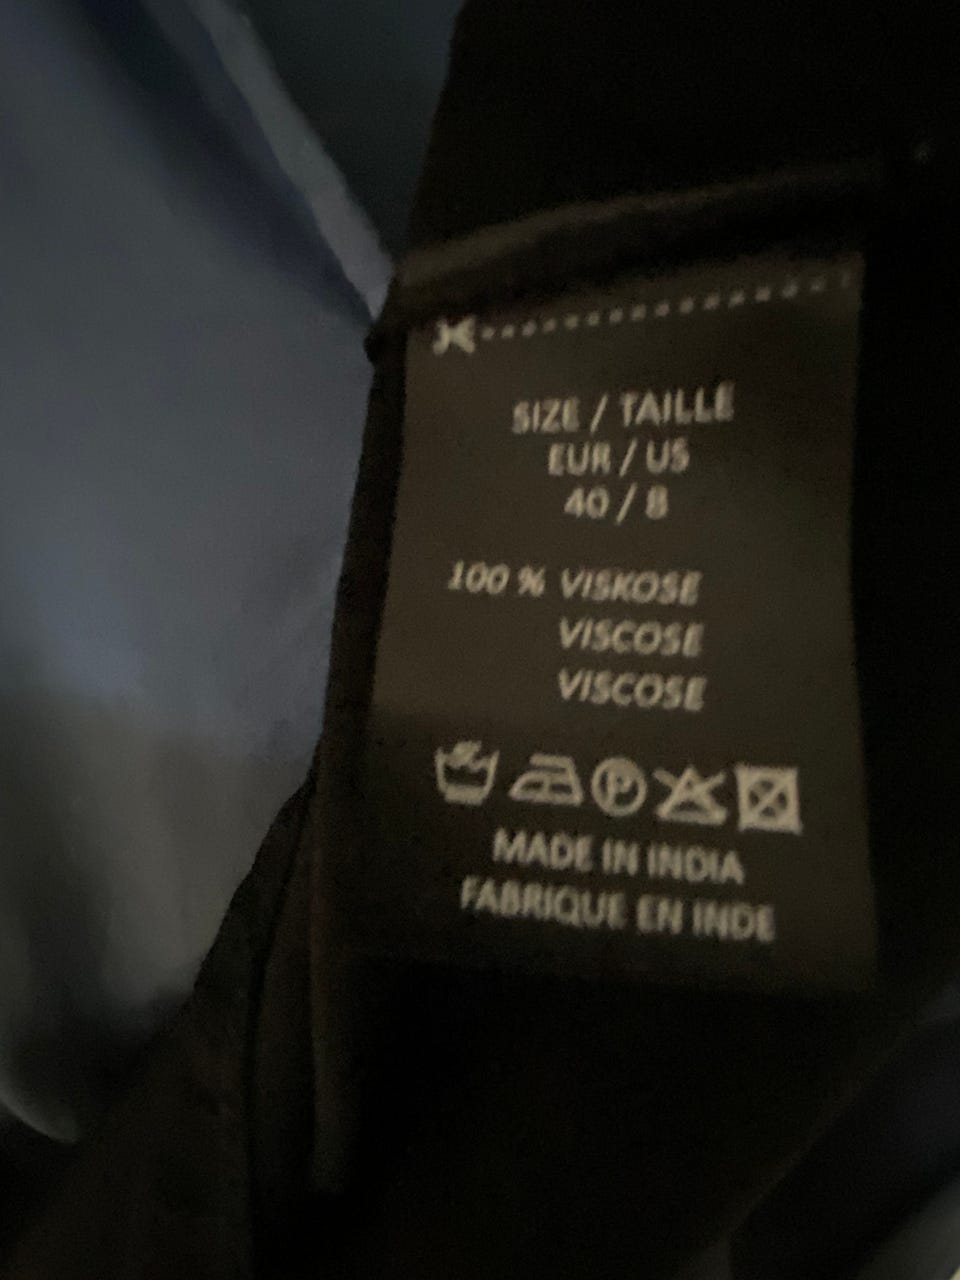 SIZE / TAILLE
EUR / US
40 / 8
100 % VISKOSE
VISCOSE
VISCOSE
P
MADE IN INDIA
FABRIQUE EN INDE